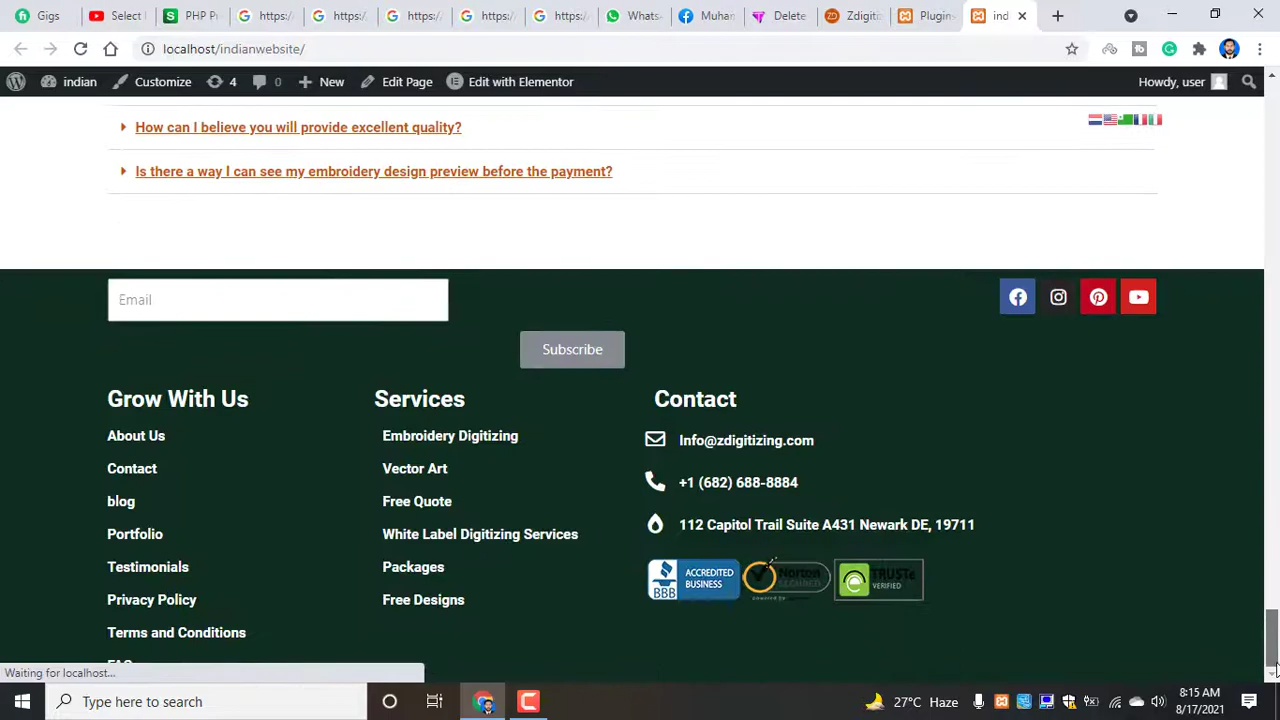 Gigs
Select
PHP P
https:/
https:/
https:/
https:/
https:/
Whats
Muhan
Delete
Zdigiti
Plugin
ind
localhost/indianwebsite/
indian
Customize
4
0
New
Edit Page
Edit with Elementor
Howdy, user
How can I believe you will provide excellent quality?
Is there a way I can see my embroidery design preview before the payment?
Email
Subscribe
Grow With Us
About Us
Contact
blog
Portfolio
Testimonials
Privacy Policy
Terms and Conditions
FAQ
Services
Embroidery Digitizing
Vector Art
Free Quote
White Label Digitizing Services
Packages
Free Designs
Contact
Info@zdigitizing.com
+1 (682) 688-8884
112 Capitol Trail Suite A431 Newark DE, 19711
BBB
ACCREDITED
BUSINESS
Norton
TRUSTe
VERIFIED
Waiting for localhost...
Type here to search
27°C Haze
8:15 AM
8/17/2021